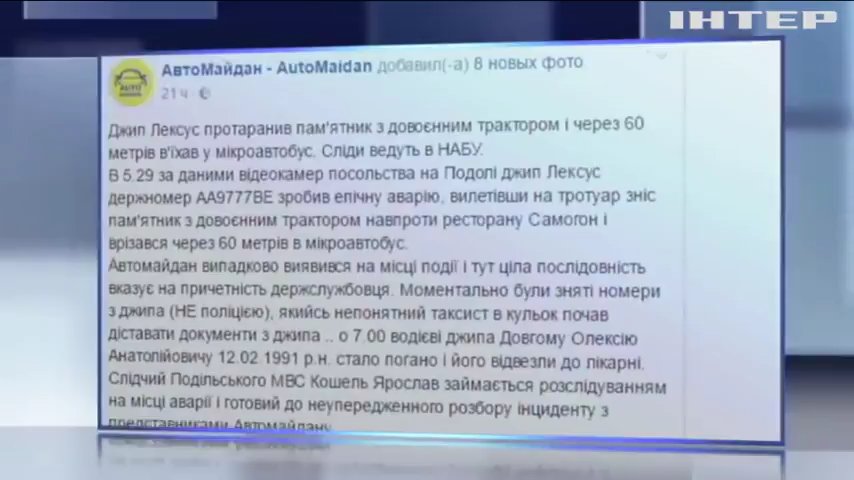 ІНТЕР
АвтоМайдан - AutoMaidan добавил(-а) 8 новых фото
21 ч ·
AUTO
Джип Лексус протаранив пам'ятник з довоєнним трактором і через 60
метрів в'їхав у мікроавтобус. Сліди ведуть в НАБУ.
В 5.29 за даними відеокамер посольства на Подолі джип Лексус
держномер АА9777ВЕ зробив епічну аварію, вилетівши на тротуар зніс
пам'ятник з довоєнним трактором навпроти ресторану Самогон і
врізався через 60 метрів в мікроавтобус.
Автомайдан випадково виявився на місці події і тут ціла послідовність
вказує на причетність держслужбовця. Моментально були зняті номери
з джипа (НЕ поліцією), якийсь непонятний таксист в кульок почав
діставати документи з джипа .. о 7.00 водієві джипа Довгому Олексію
Анатолійовичу 12.02.1991 р.н. стало погано і його відвезли до лікарні.
Слідчий Подільського МВС Кошель Ярослав займається розслідуванням
на місці аварії і готовий до неупередженного розбору інциденту з
представниками Автомайдану